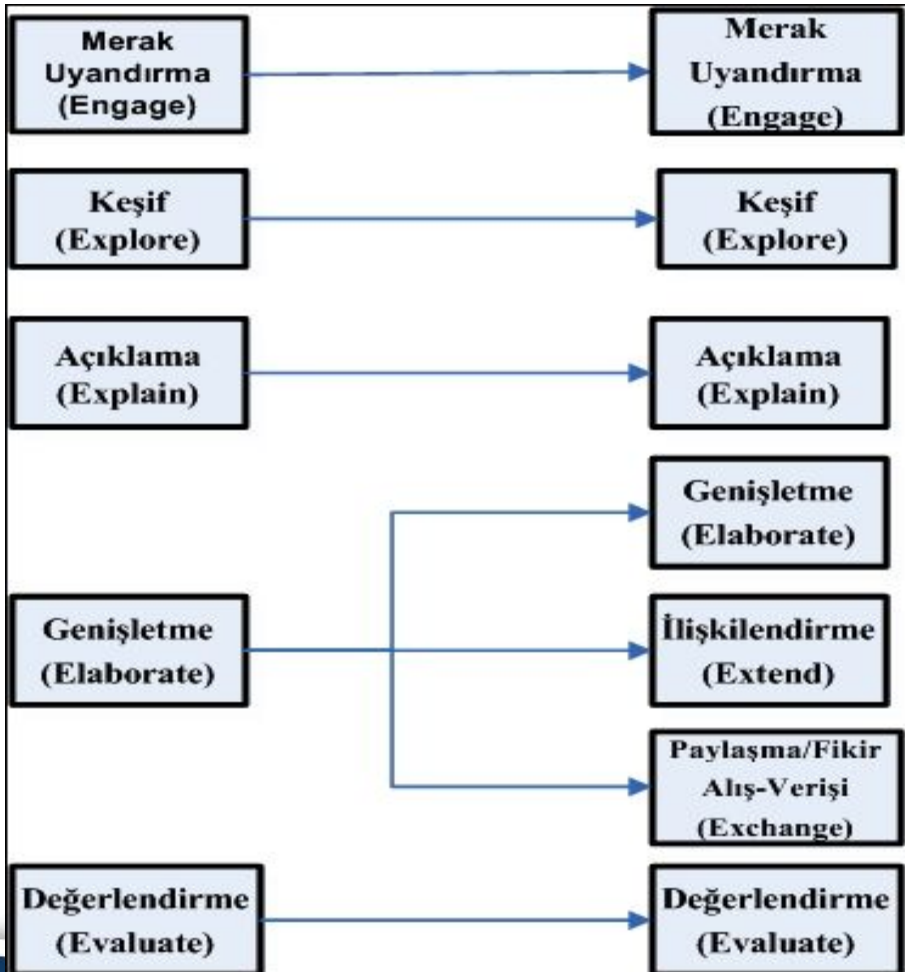 Merak
Uyandırma
(Engage)
Merak
Uyandırma
(Engage)
Keşif
(Explore)
Keşif
(Explore)
Açıklama
(Explain)
Açıklama
(Explain)
Genişletme
(Elaborate)
Genişletme
(Elaborate)
İlişkilendirme
(Extend)
Paylaşma/Fikir
Alış-Verişi
(Exchange)
Değerlendirme
(Evaluate)
Değerlendirme
(Evaluate)